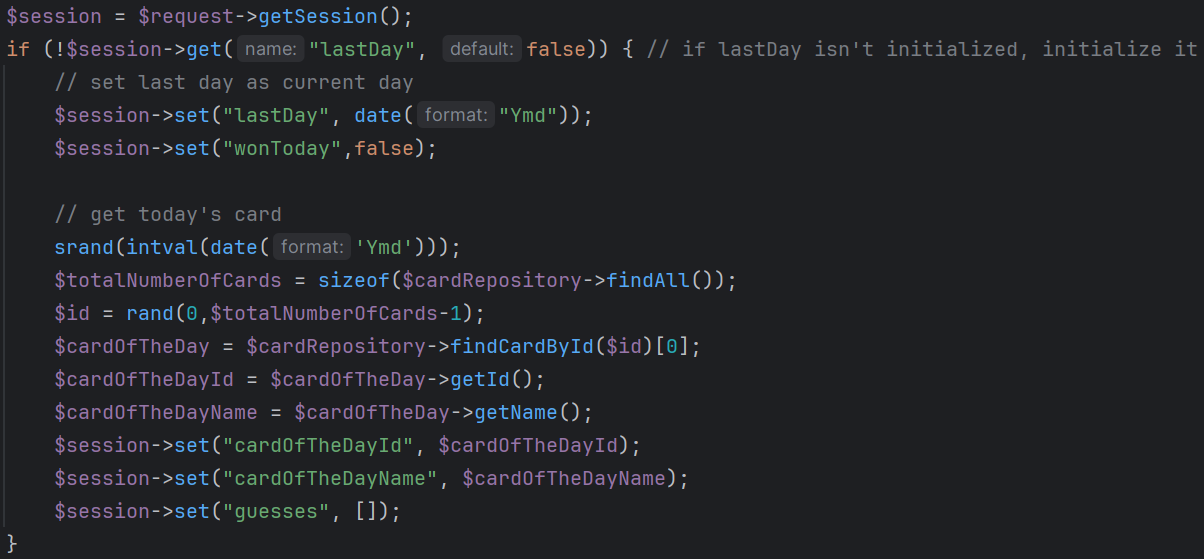 $session = $request->getSession();
if (!$session->get( name: "lastDay", default: false)) { // if lastDay isn't initialized, initialize it
    // set last day as current day
    $session->set("lastDay", date( format: "Ymd"));
    $session->set("wonToday",false);

    // get today's card
    srand(intval(date( format: 'Ymd')));
    $totalNumberOfCards = sizeof($cardRepository->findAll());
    $id = rand(0,$totalNumberOfCards-1);
    $cardOfTheDay = $cardRepository->findCardById($id)[0];
    $cardOfTheDayId = $cardOfTheDay->getId();
    $cardOfTheDayName = $cardOfTheDay->getName();
    $session->set("cardOfTheDayId", $cardOfTheDayId);
    $session->set("cardOfTheDayName", $cardOfTheDayName);
    $session->set("guesses", []);
}